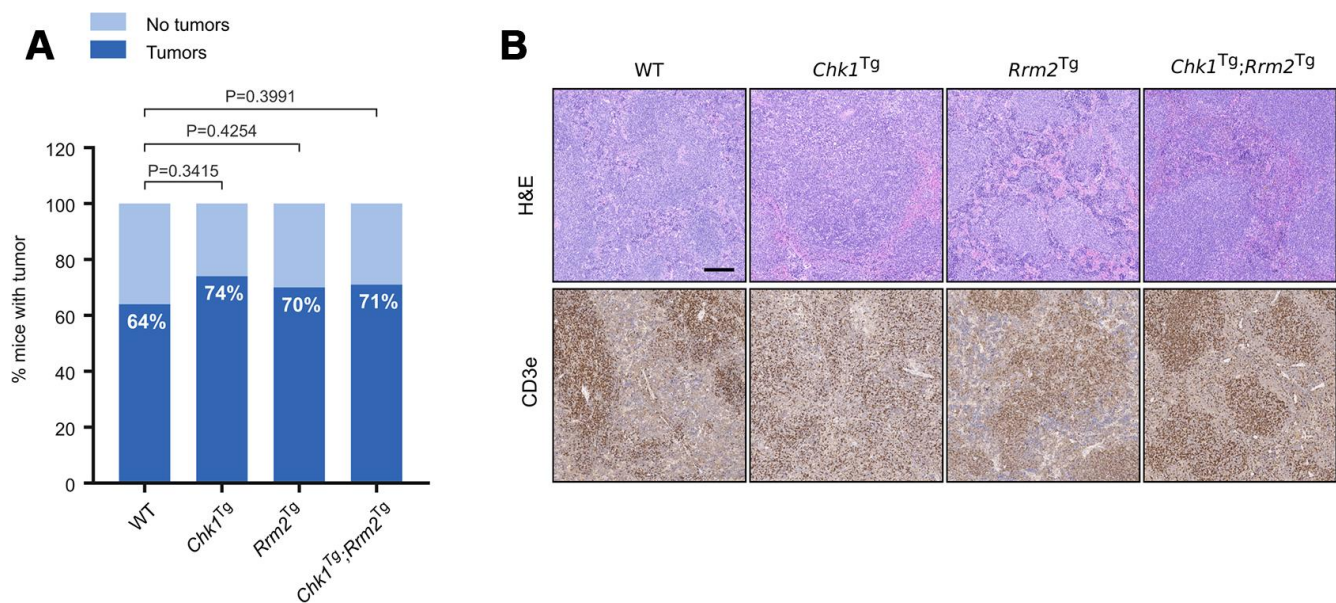 A
No tumors
Tumors
P=0.3991
P=0.4254
P=0.3415
% mice with tumor
120
100
80
60
40
20
0
64%
74%
70%
71%
WT
Chk1Tg
Rrm2Tg
Chk1Tg;Rrm2Tg
B
WT
Chk1Tg
Rrm2Tg
Chk1Tg;Rrm2Tg
H&E
CD3e